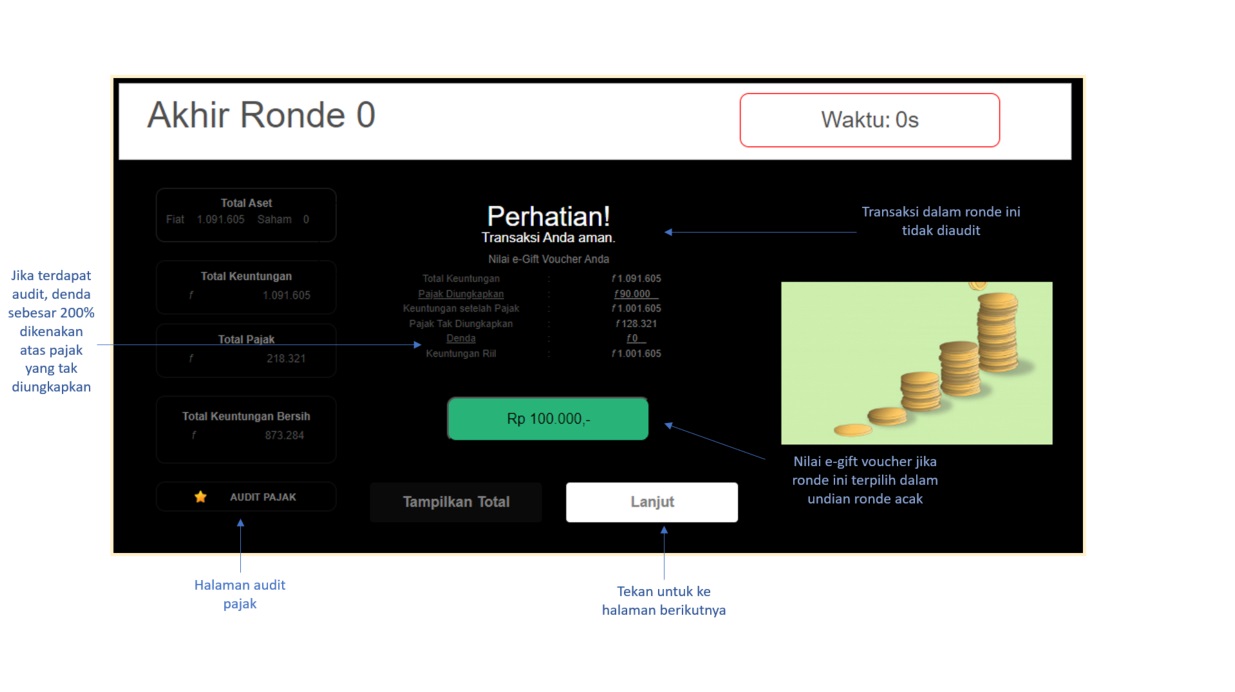 Akhir Ronde 0
Waktu: 0s
Total Aset
Fiat 1.091.605 Saham 0
Total Keuntungan
f 1.091.605
Total Pajak
f 218.321
Total Keuntungan Bersih
f 873.284
AUDIT PAJAK
Perhatian!
Transaksi Anda aman.
Nilai e-Gift Voucher Anda
Total Keuntungan : f 1.091.605
Pajak Diungkapkan : f 90.000
Keuntungan setelah Pajak : f 1.001.605
Pajak Tak Diungkapkan : f 128.321
Denda : f 0
Keuntungan Riil : f 1.001.605
Rp 100.000,-
Tampilkan Total
Lanjut
Transaksi dalam ronde ini
tidak diaudit
Jika terdapat
audit, denda
sebesar 200%
dikenakan
atas pajak
yang tak
diungkapkan
Nilai e-gift voucher jika
ronde ini terpilih dalam
undian ronde acak
Halaman audit
pajak
Tekan untuk ke
halaman berikutnya